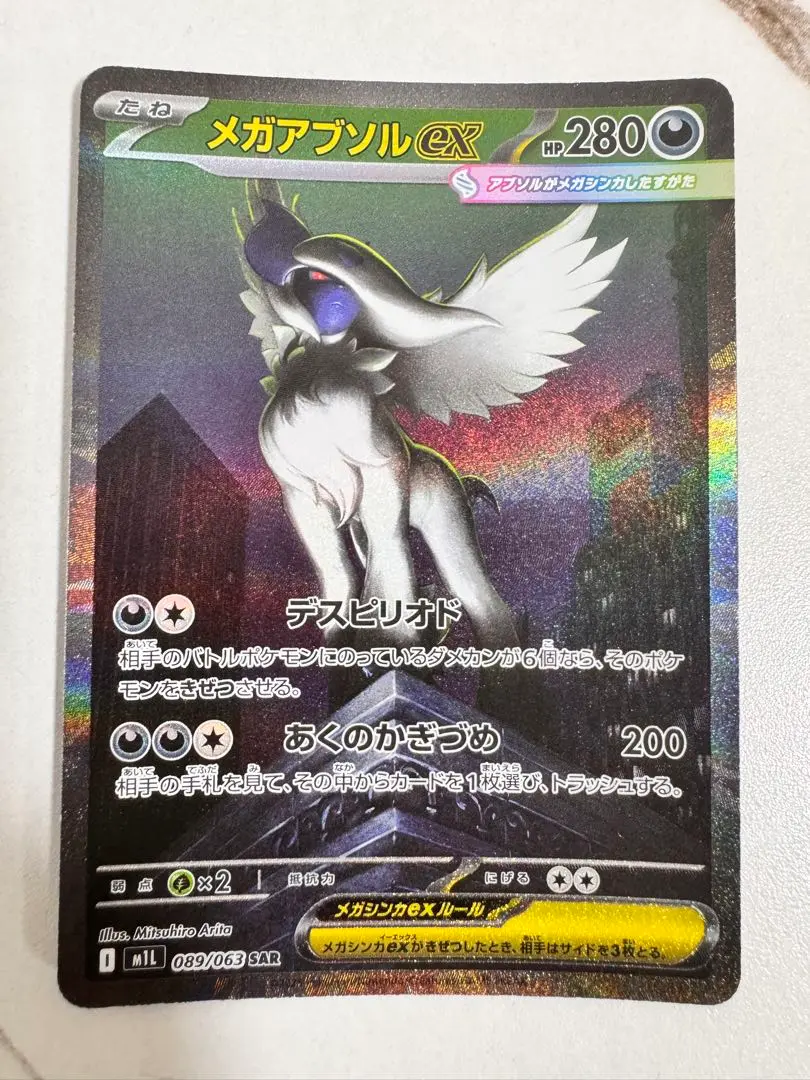 たね
メガアブソルex
HP280
アブソルがメガシンカしたすがた
デスピリオド
相手のバトルポケモンにのっているダメカンが6個なら、そのポケ
モンをきぜつさせる。
あくのかぎづめ 200
相手の手札を見て、その中からカードを1枚選び、トラッシュする。
弱点 ×2 抵抗力 にげる
メガシンカexルール
メガシンカexがきぜつしたとき、相手はサイドを3枚とる。
Illus. Mitsuhiro Arita
I M1L 089/063 SAR